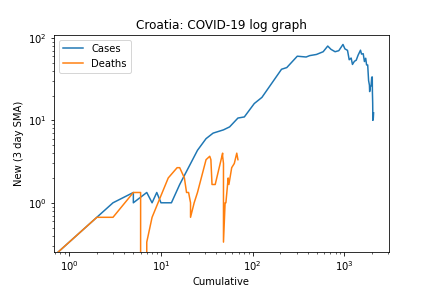 Croatia: COVID-19 log graph
Cases
Deaths
New (3 day SMA)
10²
10¹
10⁰
10⁰ 10¹ 10² 10³
Cumulative